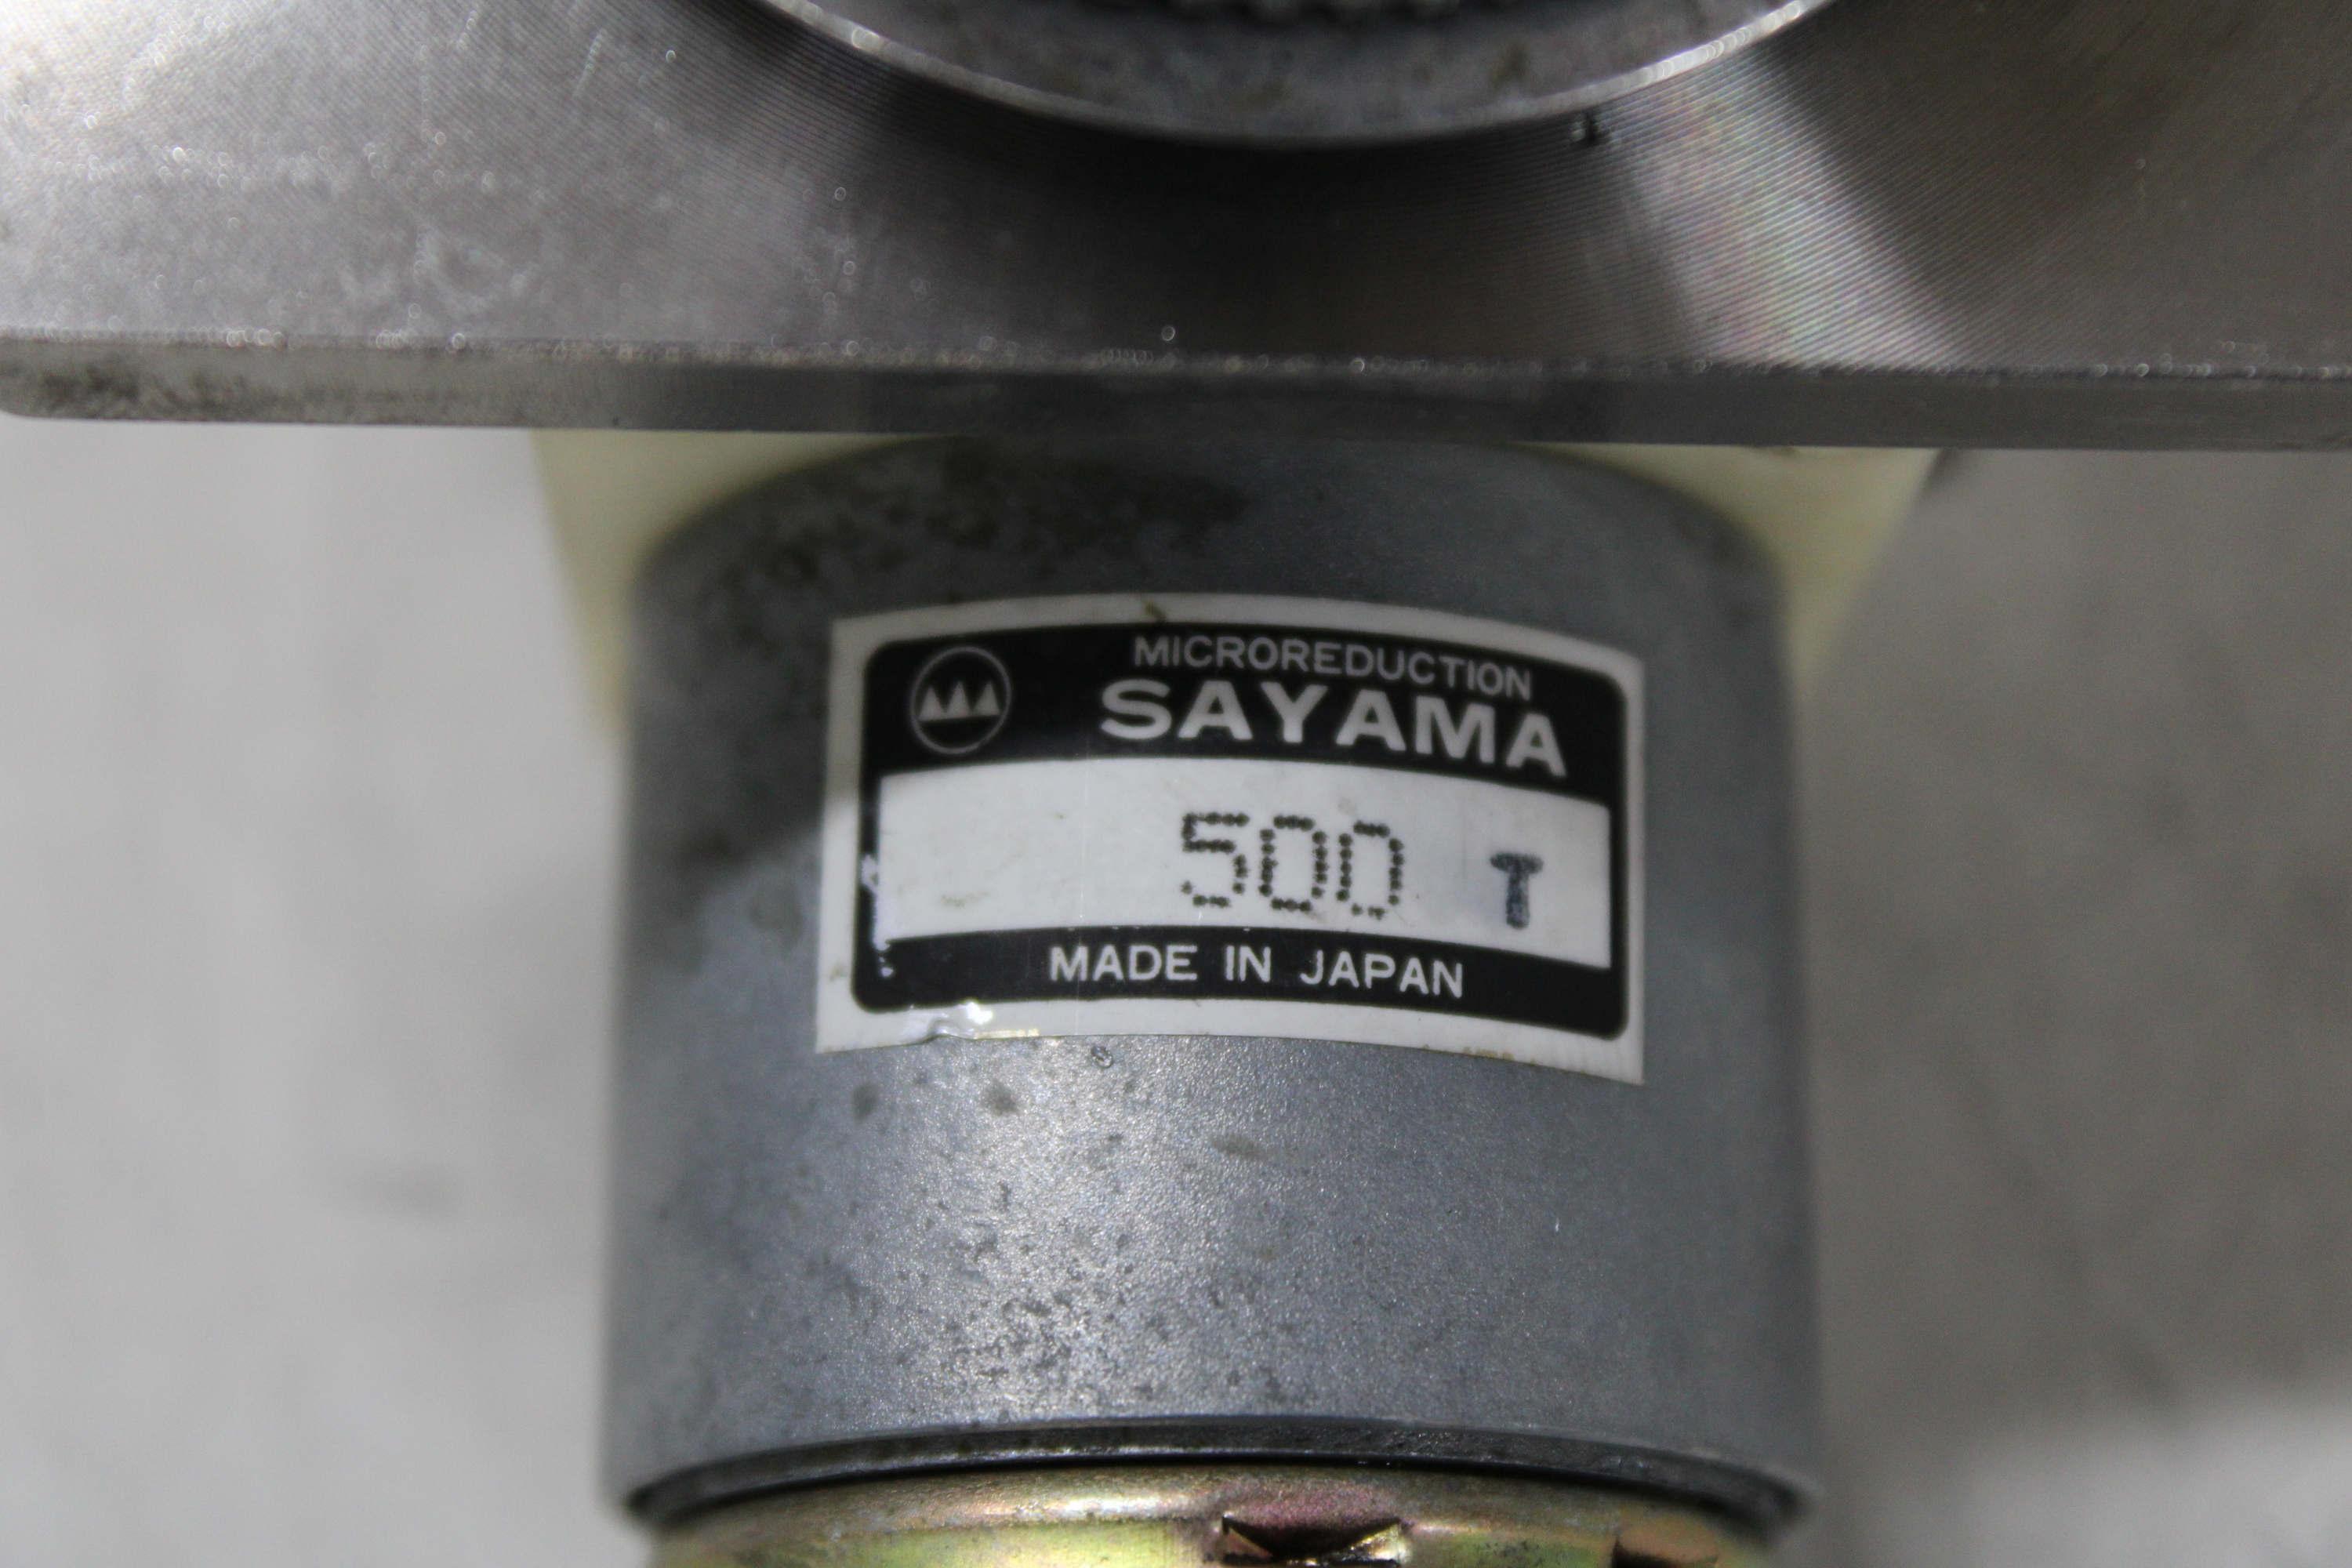 MICROREDUCTION
SAYAMA
500 T
MADE IN JAPAN